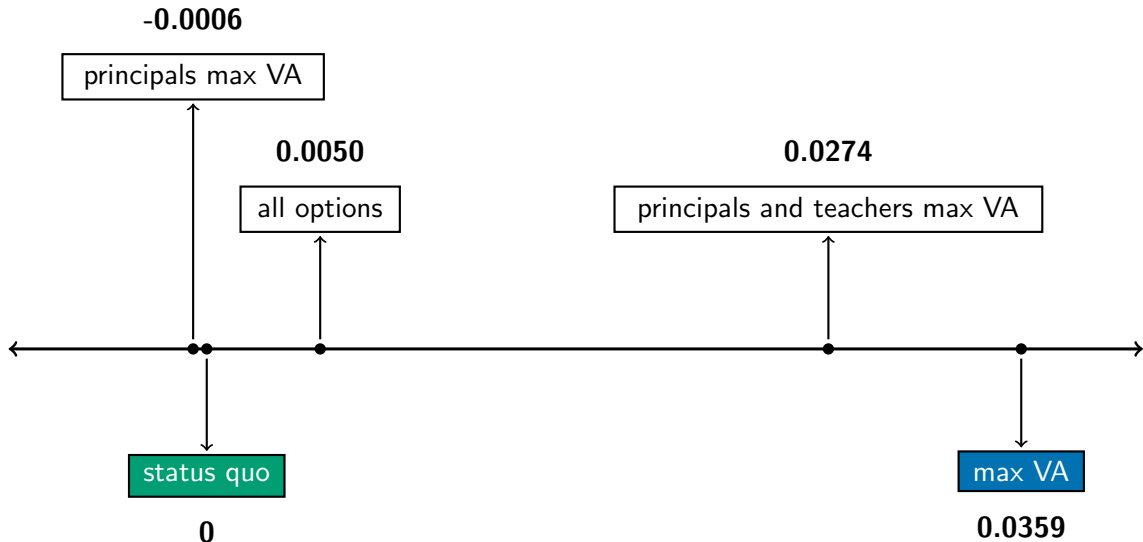 -0.0006
principals max VA
0.0050
all options
0.0274
principals and teachers max VA
status quo
0
max VA
0.0359